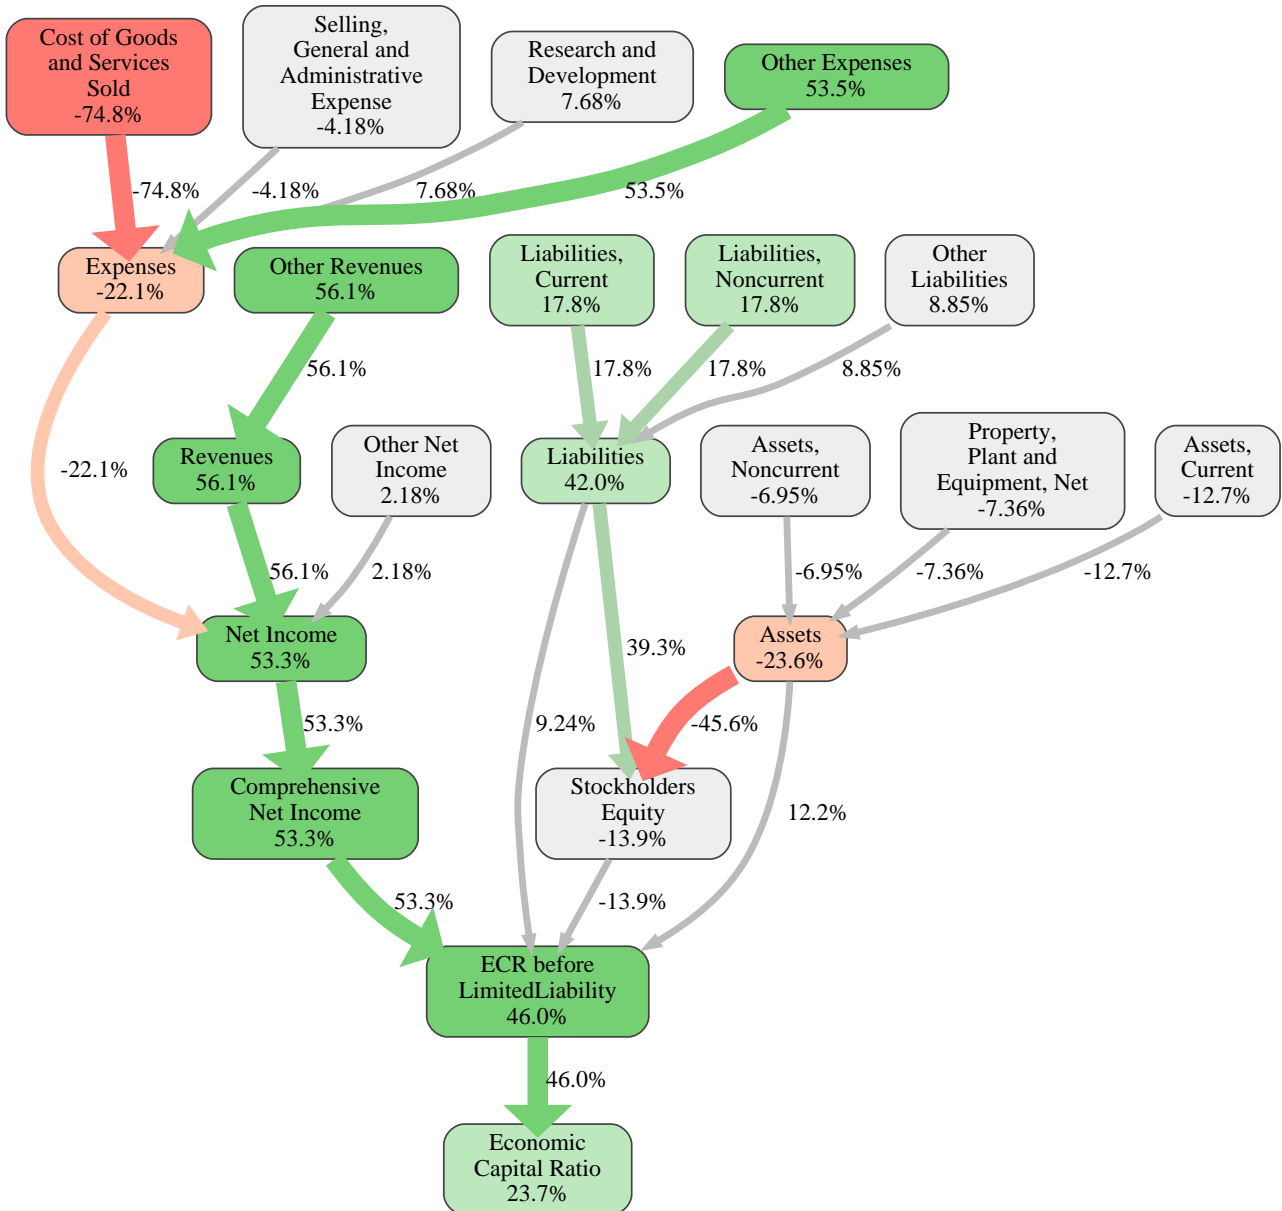 Cost of Goods
and Services
Sold
-74.8%
Selling,
General and
Administrative
Expense
-4.18%
Research and
Development
7.68%
Other Expenses
53.5%
-74.8%
-4.18%
7.68%
53.5%
Expenses
-22.1%
Other Revenues
56.1%
Liabilities,
Current
17.8%
Liabilities,
Noncurrent
17.8%
Other
Liabilities
8.85%
56.1%
17.8%
17.8%
8.85%
-22.1%
Revenues
56.1%
Other Net
Income
2.18%
Liabilities
42.0%
Assets,
Noncurrent
-6.95%
Property,
Plant and
Equipment, Net
-7.36%
Assets,
Current
-12.7%
56.1%
2.18%
-6.95%
-7.36%
-12.7%
Net Income
53.3%
39.3%
Assets
-23.6%
53.3%
9.24%
-45.6%
Comprehensive
Net Income
53.3%
Stockholders
Equity
-13.9%
12.2%
53.3%
-13.9%
ECR before
LimitedLiability
46.0%
46.0%
Economic
Capital Ratio
23.7%